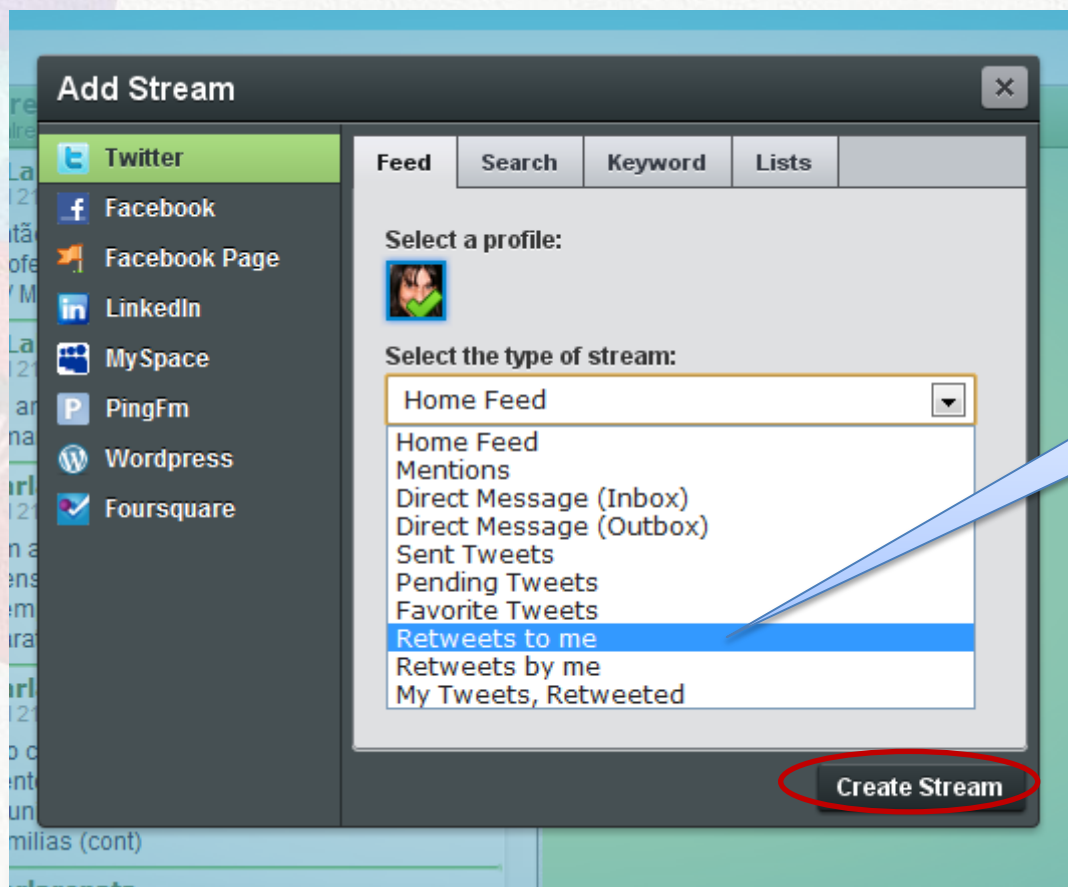 Add Stream
Twitter
Facebook
Facebook Page
LinkedIn
MySpace
PingFm
Wordpress
Foursquare
Feed Search Keyword Lists
Select a profile:
Select the type of stream:
Home Feed
Home Feed
Mentions
Direct Message (Inbox)
Direct Message (Outbox)
Sent Tweets
Pending Tweets
Favorite Tweets
Retweets to me
Retweets by me
My Tweets, Retweeted
Create Stream
(cont)